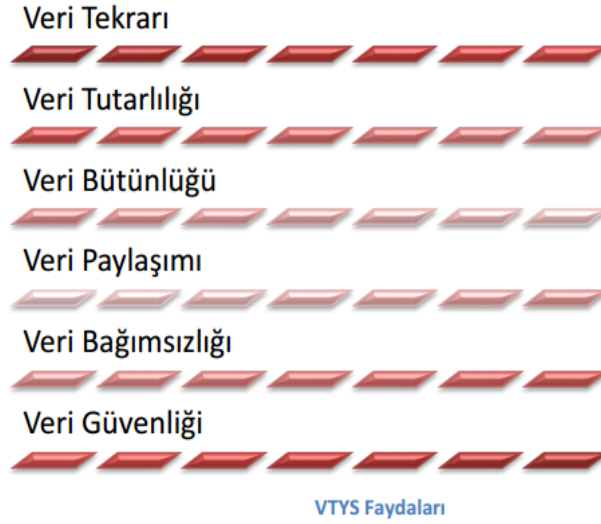 Veri Tekrarı
Veri Tutarlılığı
Veri Bütünlüğü
Veri Paylaşımı
Veri Bağımsızlığı
Veri Güvenliği
VTYS Faydaları